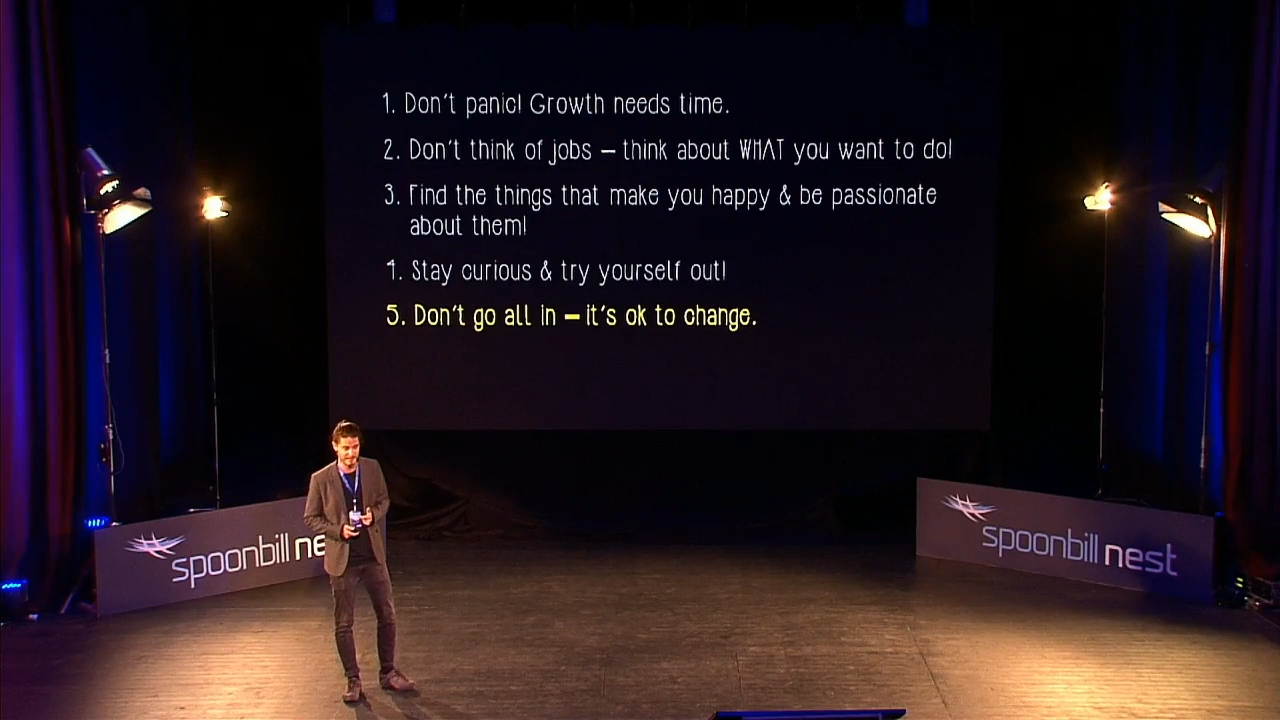 1. Don't panic! Growth needs time.
2. Don't think of jobs – think about WHAT you want to do!
3. Find the things that make you happy & be passionate
about them!
4. Stay curious & try yourself out!
5. Don't go all in – it's ok to change.
spoonbill ne
spoonbill nest